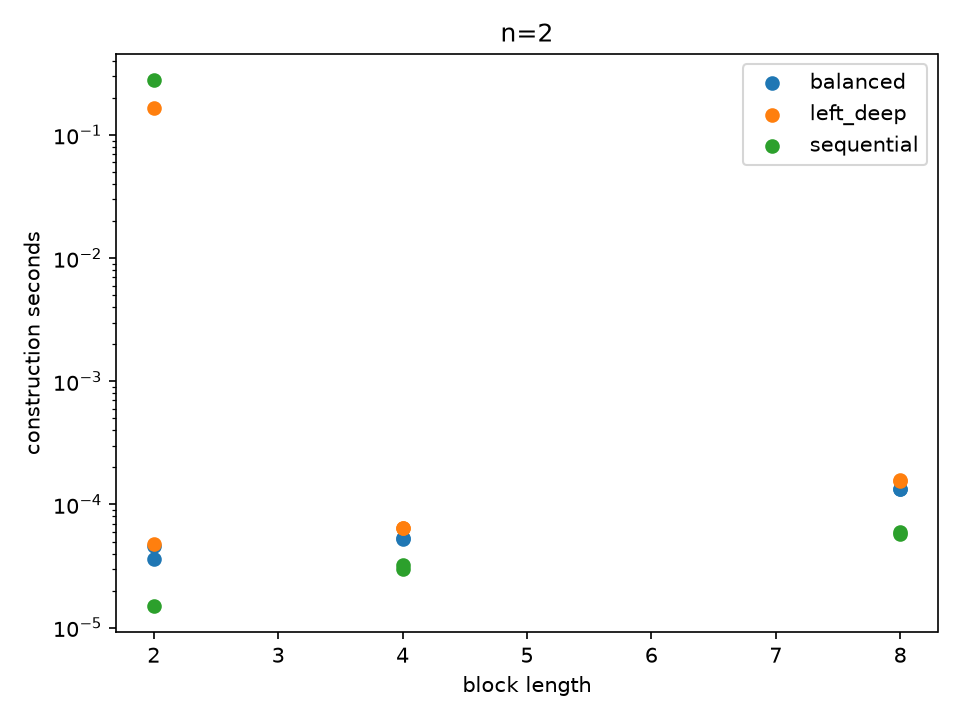 n=2
balanced
left_deep
sequential
construction seconds
10⁻¹
10⁻²
10⁻³
10⁻⁴
10⁻⁵
2 3 4 5 6 7 8
block length